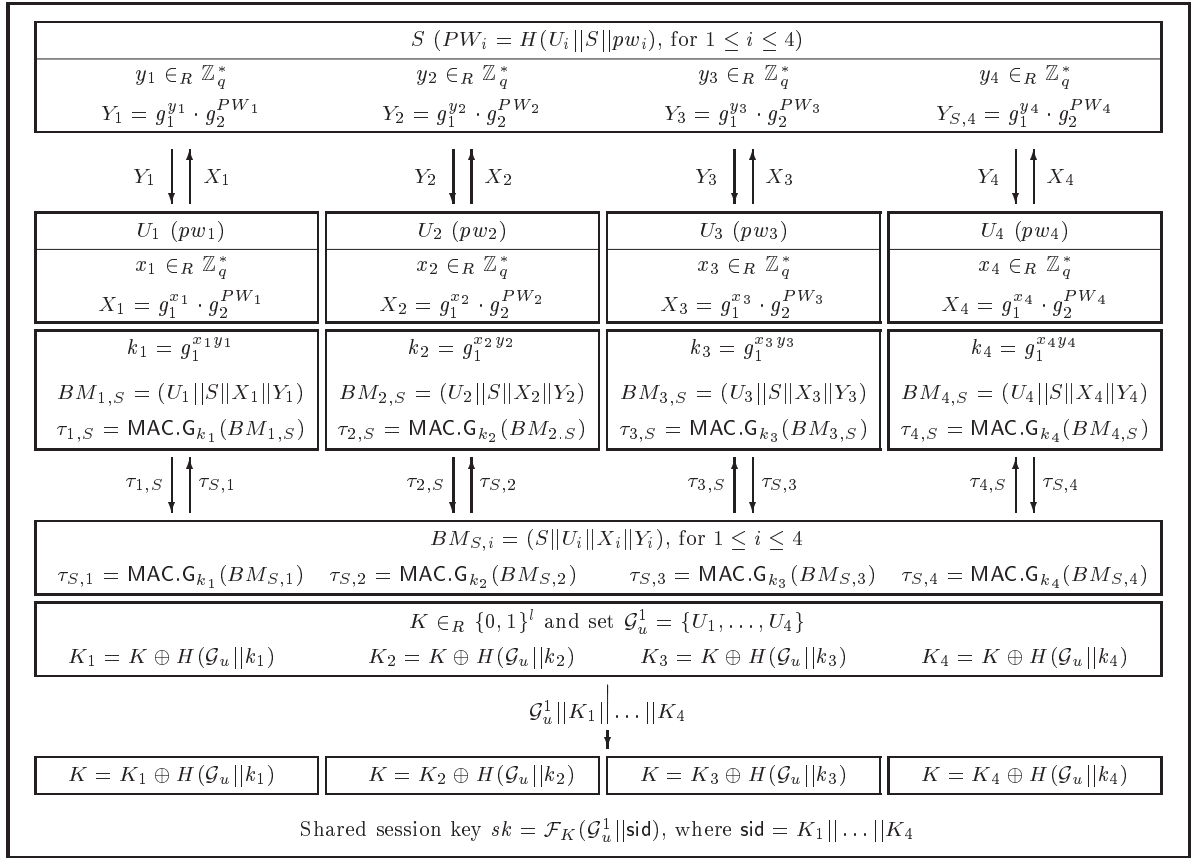 S (PW_i = H(U_i||S||pw_i), for 1 ≤ i ≤ 4)
y_1 ∈_R ℤ_q^* y_2 ∈_R ℤ_q^* y_3 ∈_R ℤ_q^* y_4 ∈_R ℤ_q^*
Y_1 = g_1^{y_1} · g_2^{PW_1} Y_2 = g_1^{y_2} · g_2^{PW_2} Y_3 = g_1^{y_3} · g_2^{PW_3} Y_{S,4} = g_1^{y_4} · g_2^{PW_4}
Y_1 X_1 Y_2 X_2 Y_3 X_3 Y_4 X_4
U_1 (pw_1) U_2 (pw_2) U_3 (pw_3) U_4 (pw_4)
x_1 ∈_R ℤ_q^* x_2 ∈_R ℤ_q^* x_3 ∈_R ℤ_q^* x_4 ∈_R ℤ_q^*
X_1 = g_1^{x_1} · g_2^{PW_1} X_2 = g_1^{x_2} · g_2^{PW_2} X_3 = g_1^{x_3} · g_2^{PW_3} X_4 = g_1^{x_4} · g_2^{PW_4}
k_1 = g_1^{x_1 y_1} k_2 = g_1^{x_2 y_2} k_3 = g_1^{x_3 y_3} k_4 = g_1^{x_4 y_4}
BM_{1,S} = (U_1||S||X_1||Y_1) BM_{2,S} = (U_2||S||X_2||Y_2) BM_{3,S} = (U_3||S||X_3||Y_3) BM_{4,S} = (U_4||S||X_4||Y_4)
τ_{1,S} = MAC.G_{k_1}(BM_{1,S}) τ_{2,S} = MAC.G_{k_2}(BM_{2.S}) τ_{3,S} = MAC.G_{k_3}(BM_{3,S}) τ_{4,S} = MAC.G_{k_4}(BM_{4,S})
τ_{1,S} τ_{S,1} τ_{2,S} τ_{S,2} τ_{3,S} τ_{S,3} τ_{4,S} τ_{S,4}
BM_{S,i} = (S||U_i||X_i||Y_i), for 1 ≤ i ≤ 4
τ_{S,1} = MAC.G_{k_1}(BM_{S,1}) τ_{S,2} = MAC.G_{k_2}(BM_{S,2}) τ_{S,3} = MAC.G_{k_3}(BM_{S,3}) τ_{S,4} = MAC.G_{k_4}(BM_{S,4})
K ∈_R {0, 1}^l and set 𝒢_u^1 = {U_1, . . . , U_4}
K_1 = K ⊕ H(𝒢_u||k_1) K_2 = K ⊕ H(𝒢_u||k_2) K_3 = K ⊕ H(𝒢_u||k_3) K_4 = K ⊕ H(𝒢_u||k_4)
𝒢_u^1||K_1|| . . . ||K_4
K = K_1 ⊕ H(𝒢_u||k_1) K = K_2 ⊕ H(𝒢_u||k_2) K = K_3 ⊕ H(𝒢_u||k_3) K = K_4 ⊕ H(𝒢_u||k_4)
Shared session key sk = ℱ_K(𝒢_u^1||sid), where sid = K_1|| . . . ||K_4